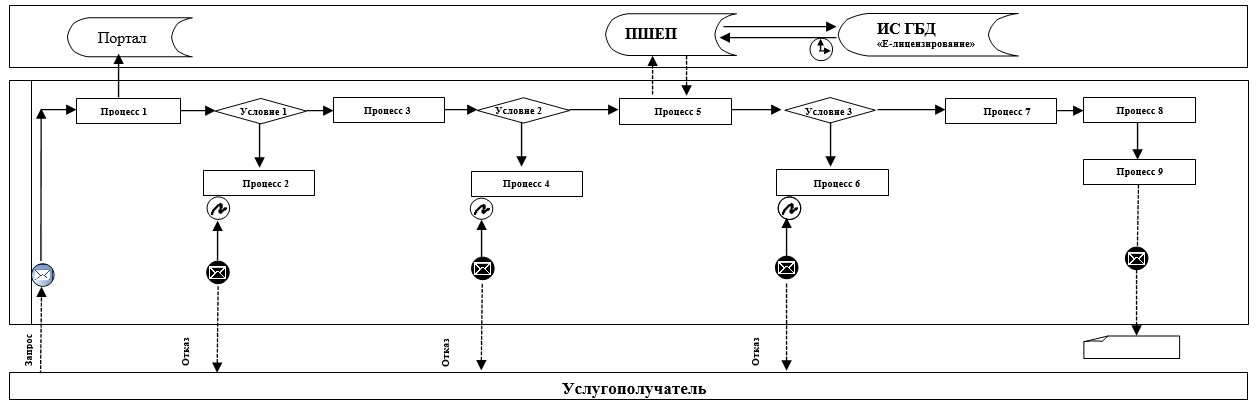 Портал
ПШЕП
ИС ГБД
«Е-лицензирование»
Процесс 1
Условие 1
Процесс 3
Условие 2
Процесс 5
Условие 3
Процесс 7
Процесс 8
Процесс 2
Процесс 4
Процесс 6
Процесс 9
Запрос
Отказ
Отказ
Отказ
Услугополучатель